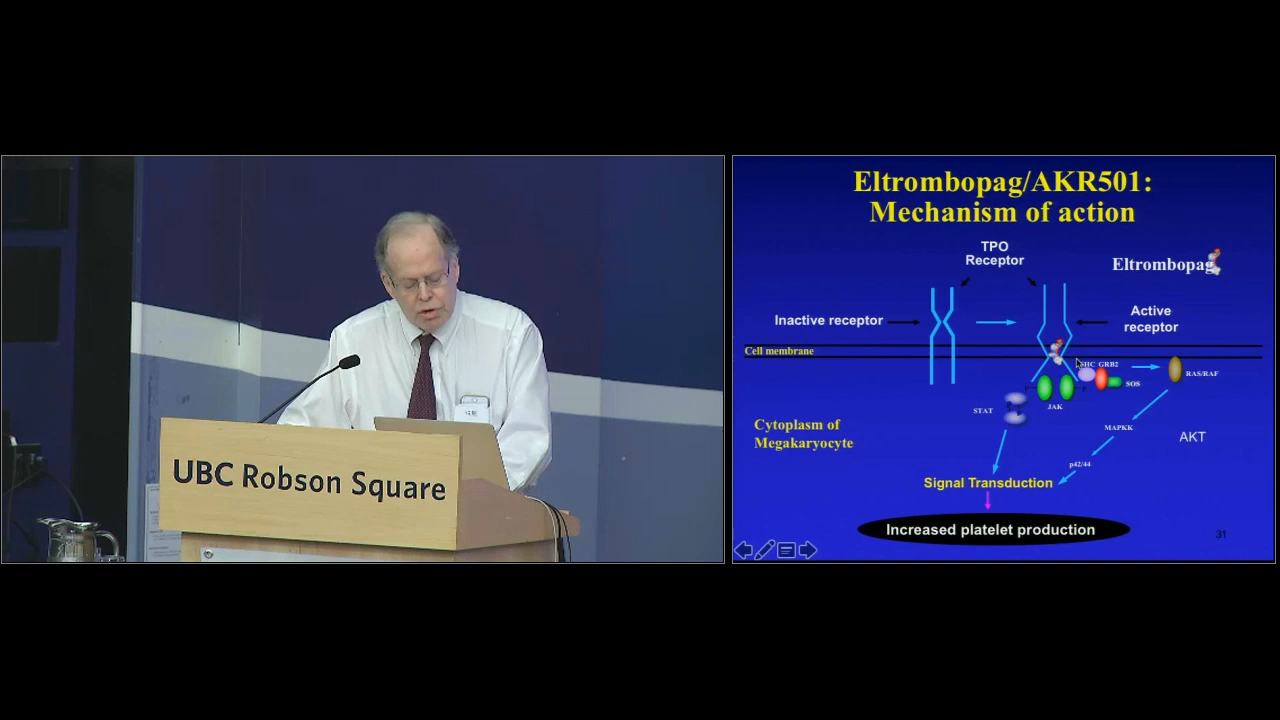 UBC Robson Square
Eltrombopag/AKR501:
Mechanism of action
TPO
Receptor
Eltrombopag
Inactive receptor
Active
receptor
Cell membrane
SHC GRB2
SOS
RAS/RAF
JAK
STAT
MAPKK
Cytoplasm of
Megakaryocyte
AKT
p42/44
Signal Transduction
Increased platelet production
31